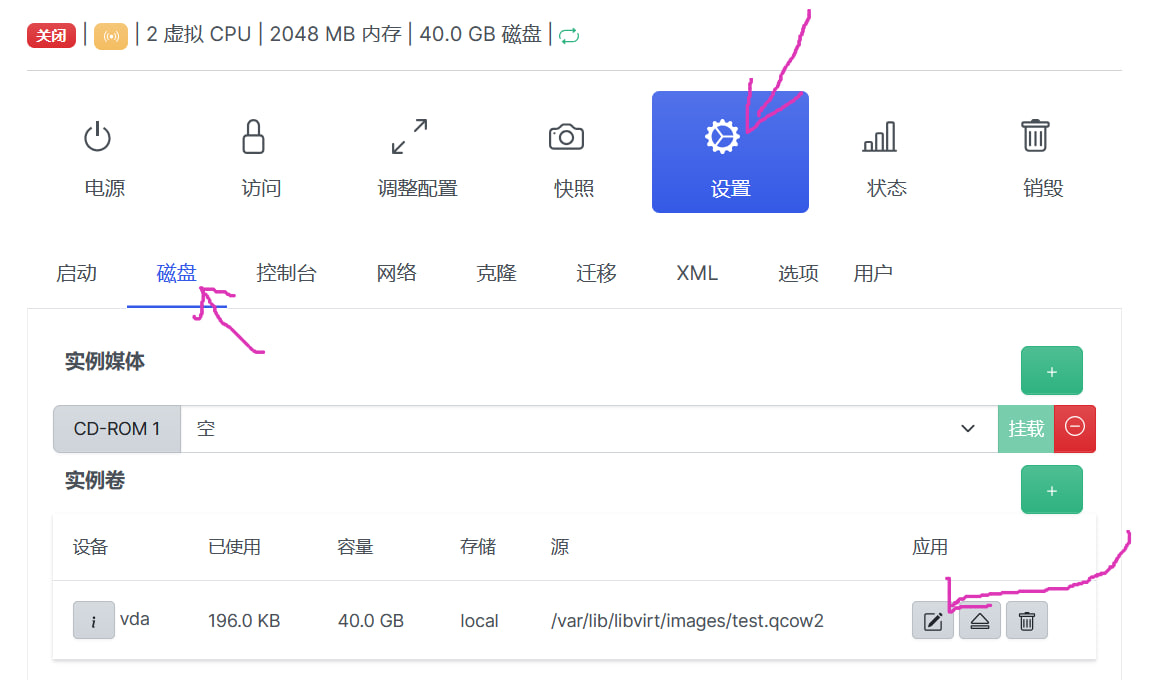 关闭 | | 2 虚拟 CPU | 2048 MB 内存 | 40.0 GB 磁盘 |
电源 访问 调整配置 快照 设置 状态 销毁
启动 磁盘 控制台 网络 克隆 迁移 XML 选项 用户
实例媒体
+
CD-ROM 1 空 挂载
实例卷
+
设备 已使用 容量 存储 源 应用
i vda 196.0 KB 40.0 GB local /var/lib/libvirt/images/test.qcow2